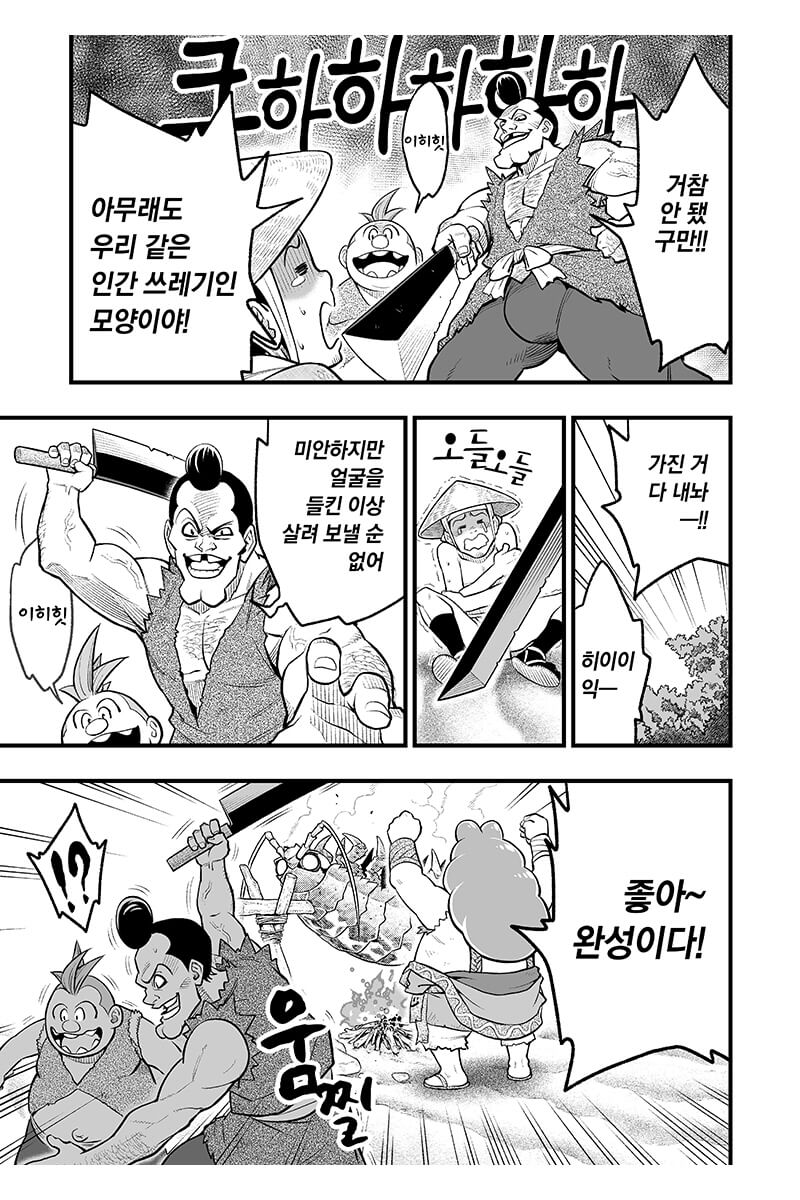 크하하하하하
거참
안 됐
구만!!
이히힛
아무래도
우리 같은
인간 쓰레기인
모양이야!
가진 거
다 내놔
―!!
히이이
익―
오들오들
미안하지만
얼굴을
들킨 이상
살려 보낼 순
없어
이히힛
좋아~
완성이다!
움찔
!?